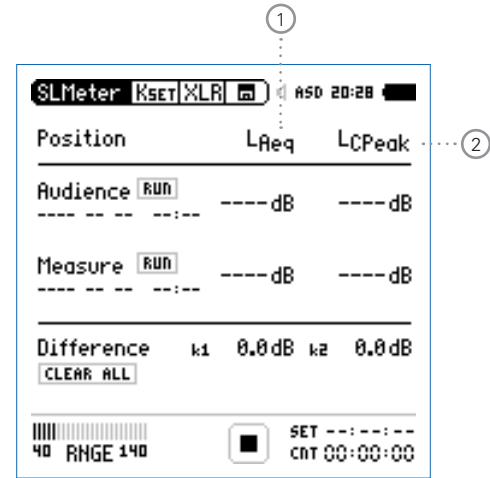 1
SLMeter KSET XLR ASD 20:28
Position LAeq LCPeak 2
Audience RUN ----dB ----dB
---- -- -- --:--
Measure RUN ----dB ----dB
---- -- -- --:--
Difference k1 0.0dB k2 0.0dB
CLEAR ALL
SET --:--:--
40 RNGE 140 CNT 00:00:00